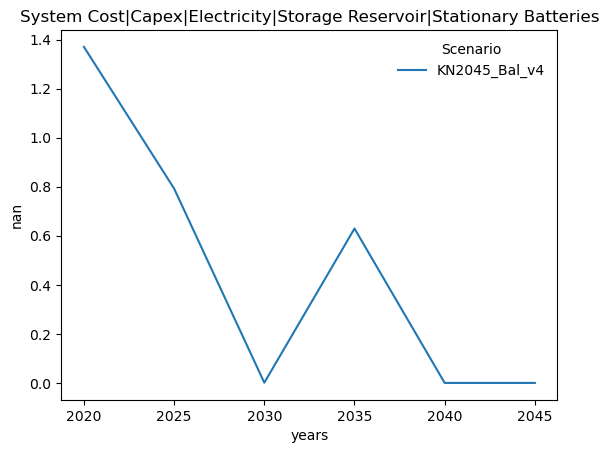 System Cost|Capex|Electricity|Storage Reservoir|Stationary Batteries
1.4
1.2
1.0
0.8
0.6
0.4
0.2
0.0
nan
Scenario
KN2045_Bal_v4
2020 2025 2030 2035 2040 2045
years